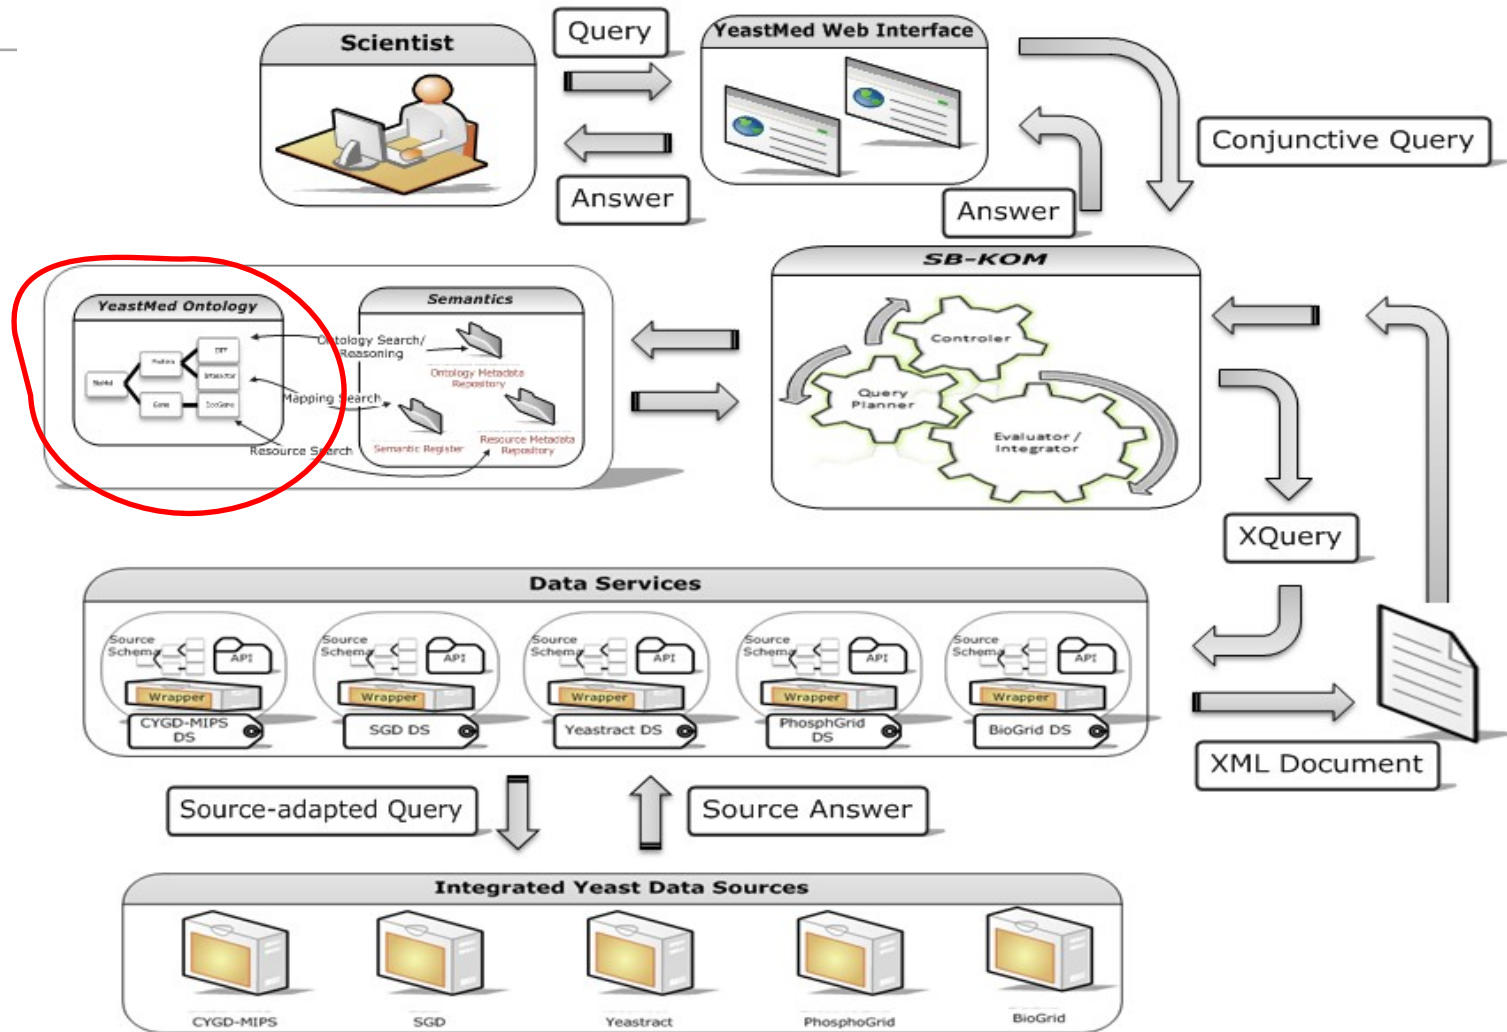 Scientist
Query
YeastMed Web Interface
Answer
Answer
Conjunctive Query
SB-KOM
Controler
Query
Planner
Evaluator /
Integrator
YeastMed Ontology
Protein
Interactor
Gene
Semantics
Ontology Search/
Reasoning
Ontology Metadata
Repository
Mapping Search
Semantic Register
Resource Metadata
Repository
Resource Search
XQuery
Data Services
Source
Schema
API
Wrapper
CYGD-MIPS
DS
Source
Schema
API
Wrapper
SGD DS
Source
Schema
API
Wrapper
Yeastract DS
Source
Schema
API
Wrapper
PhosphGrid
DS
Source
Schema
API
Wrapper
BioGrid DS
XML Document
Source-adapted Query
Source Answer
Integrated Yeast Data Sources
CYGD-MIPS
SGD
Yeastract
PhosphoGrid
BioGrid